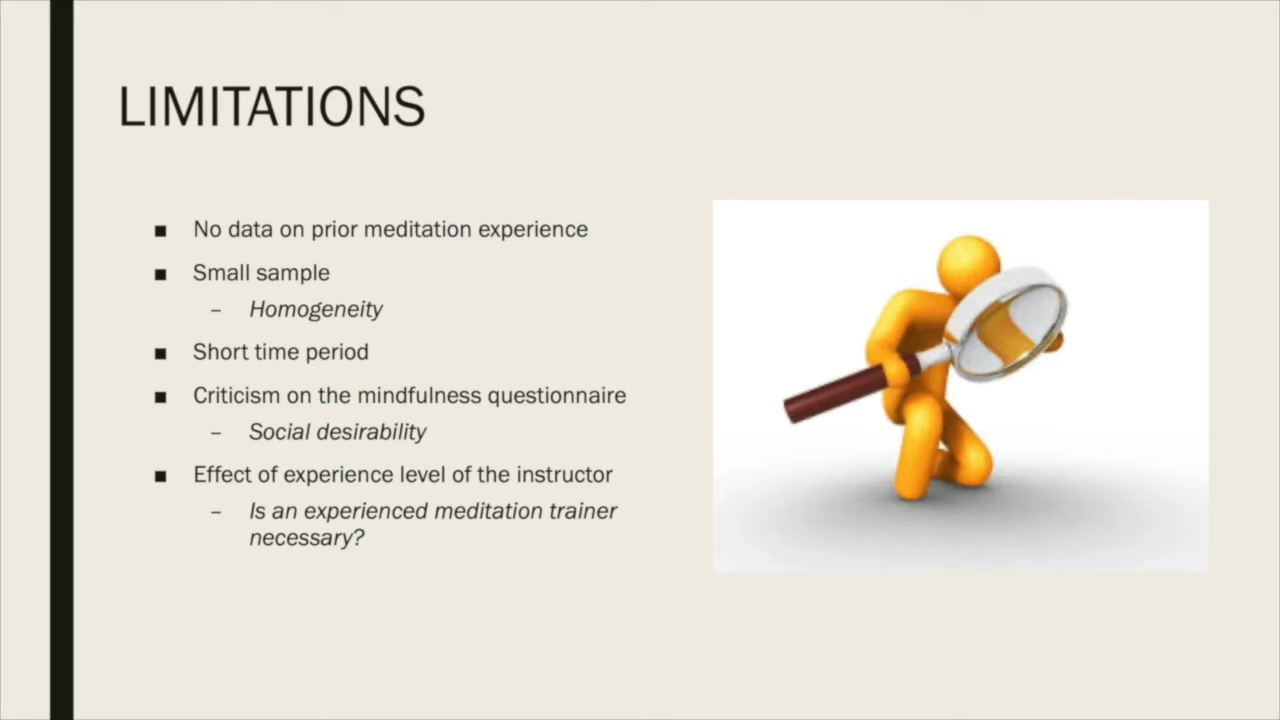 LIMITATIONS
■ No data on prior meditation experience
■ Small sample
– Homogeneity
■ Short time period
■ Criticism on the mindfulness questionnaire
– Social desirability
■ Effect of experience level of the instructor
– Is an experienced meditation trainer
necessary?